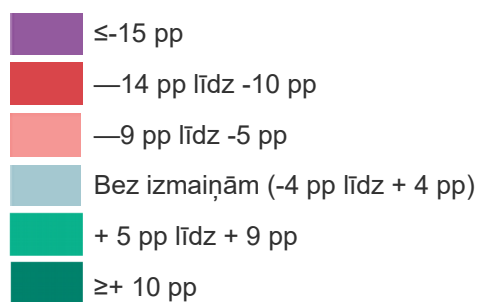 ≤-15 pp
—14 pp līdz -10 pp
—9 pp līdz -5 pp
Bez izmaiņām (-4 pp līdz + 4 pp)
+ 5 pp līdz + 9 pp
≥+ 10 pp